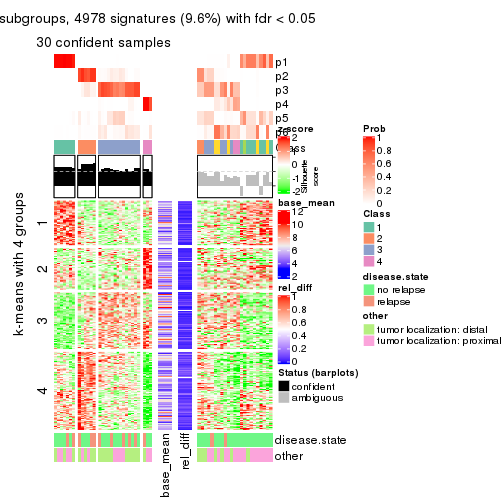 subgroups, 4978 signatures (9.6%) with fdr < 0.05
30 confident samples
p1
p2
p3
p4
p5
Class
Silhouette
score
k-means with 4 groups
1
2
3
4
z-score
2
-2
base_mean
12
10
8
6
4
2
rel_diff
1
0.8
0.6
0.4
0.2
0
Status (barplots)
confident
ambiguous
Prob
1
0.8
0.6
0.4
0.2
0
Class
1
2
3
4
disease.state
no relapse
relapse
other
tumor localization: distal
tumor localization: proximal
disease.state
other
base_mean
rel_diff